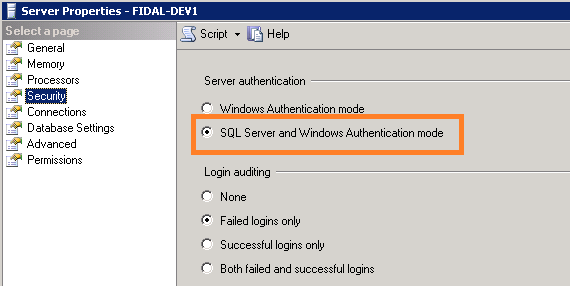 Server Properties - FIDAL-DEV1
Select a page
General
Memory
Processors
Security
Connections
Database Settings
Advanced
Permissions
Script Help
Server authentication
Windows Authentication mode
SQL Server and Windows Authentication mode
Login auditing
None
Failed logins only
Successful logins only
Both failed and successful logins